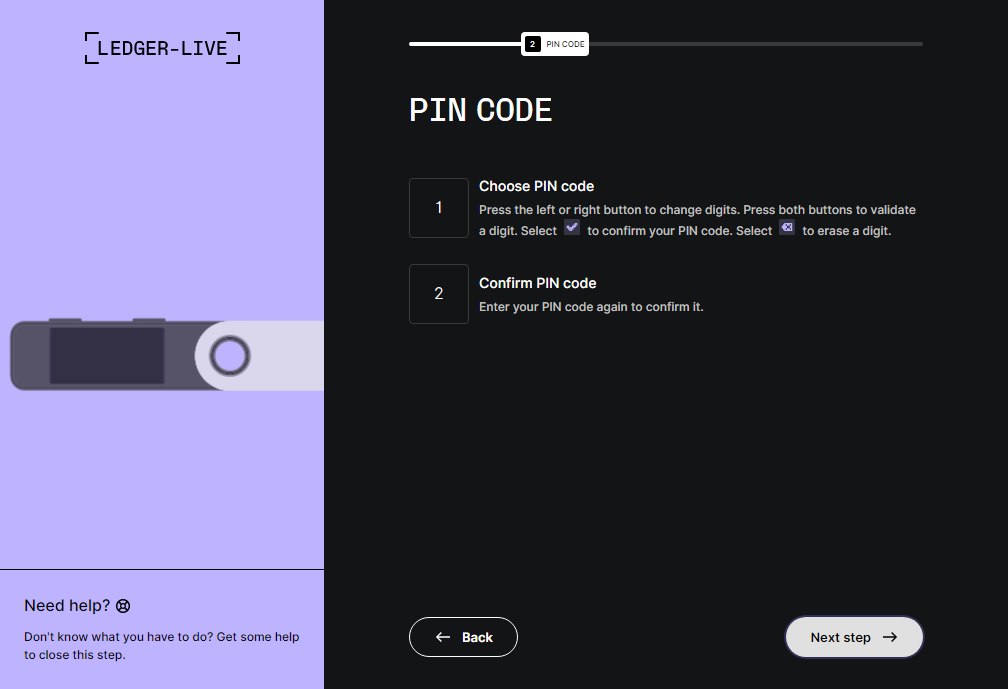 LEDGER-LIVE
2 PIN CODE
PIN CODE
1
Choose PIN code
Press the left or right button to change digits. Press both buttons to validate
a digit. Select to confirm your PIN code. Select to erase a digit.
2
Confirm PIN code
Enter your PIN code again to confirm it.
Need help?
Don't know what you have to do? Get some help
to close this step.
Back
Next step